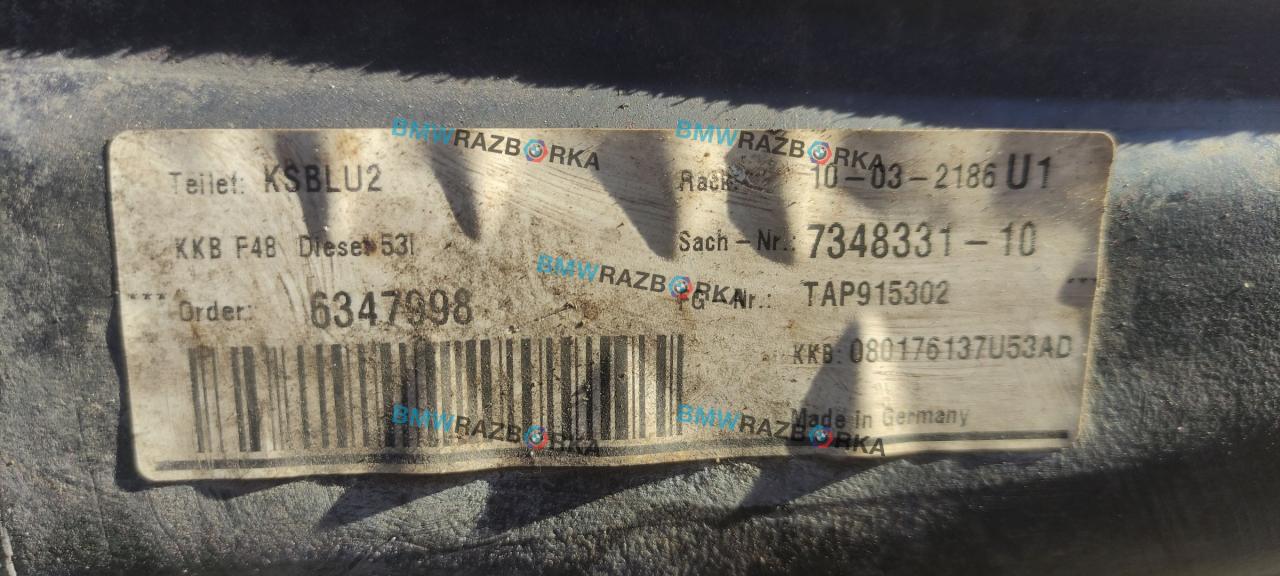 Teilef: KSBLU2
KKB F48 Diesel 53l
*** Order: 6347998
Rack: 10-03-2186 U1
Sach-Nr.: 7348331-10
FG-Nr.: TAP915302
KKB: 080176137U53AD
Made in Germany
BMWRAZBORKA
BMWRAZBORKA
BMWRAZBORKA
BMWRAZBORKA
BMWRAZBORKA